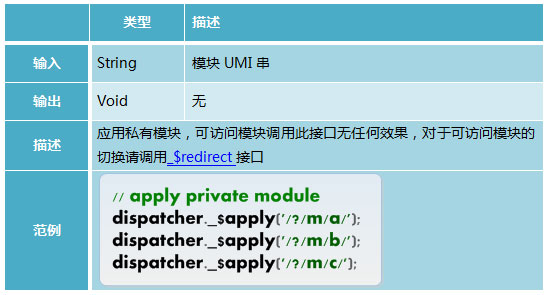 类型 描述
输入 String 模块 UMI 串
输出 Void 无
描述 应用私有模块，可访问模块调用此接口无任何效果，对于可访问模块的
切换请调用_$redirect 接口
范例
// apply private module
dispatcher._$apply('/?/m/a/');
dispatcher._$apply('/?/m/b/');
dispatcher._$apply('/?/m/c/');